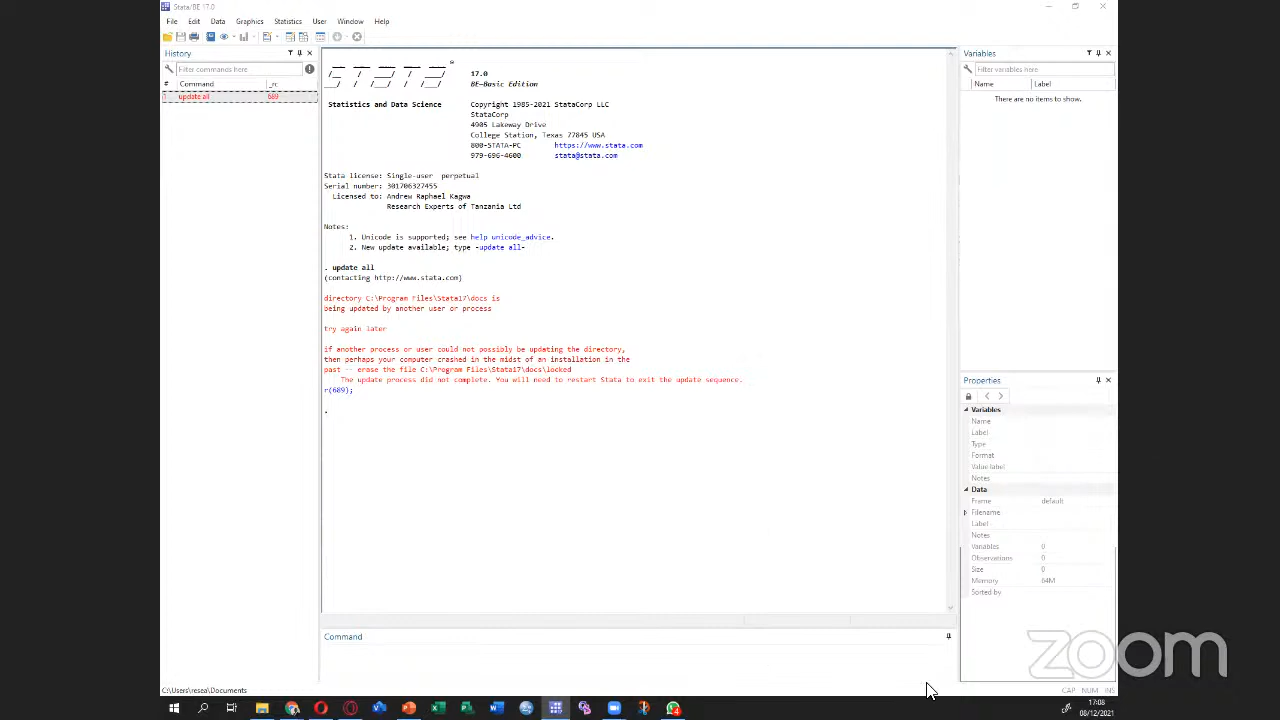 Stata/BE 17.0
File Edit Data Graphics Statistics User Window Help
History
Filter commands here
# Command _rc
1 update all 689
17.0
BE—Basic Edition
Statistics and Data Science
Copyright 1985-2021 StataCorp LLC
StataCorp
4905 Lakeway Drive
College Station, Texas 77845 USA
800-STATA-PC https://www.stata.com
979-696-4600 stata@stata.com
Stata license: Single-user perpetual
Serial number: 301706327455
Licensed to: Andrew Raphael Kagwa
Research Experts of Tanzania Ltd
Notes:
1. Unicode is supported; see help unicode_advice.
2. New update available; type -update all-
. update all
(contacting http://www.stata.com)
directory C:\Program Files\Stata17\docs is
being updated by another user or process
try again later
if another process or user could not possibly be updating the directory,
then perhaps your computer crashed in the midst of an installation in the
past -- erase the file C:\Program Files\Stata17\docs\locked
The update process did not complete. You will need to restart Stata to exit the update sequence.
r(689);
.
Command
Variables
Filter variables here
Name Label
There are no items to show.
Properties
Variables
Name
Label
Type
Format
Value label
Notes
Data
Frame default
Filename
Label
Notes
Variables 0
Observations 0
Size 0
Memory 64M
Sorted by
C:\Users\resea\Documents
CAP NUM INS
zoom
4
17:08
08/12/2021